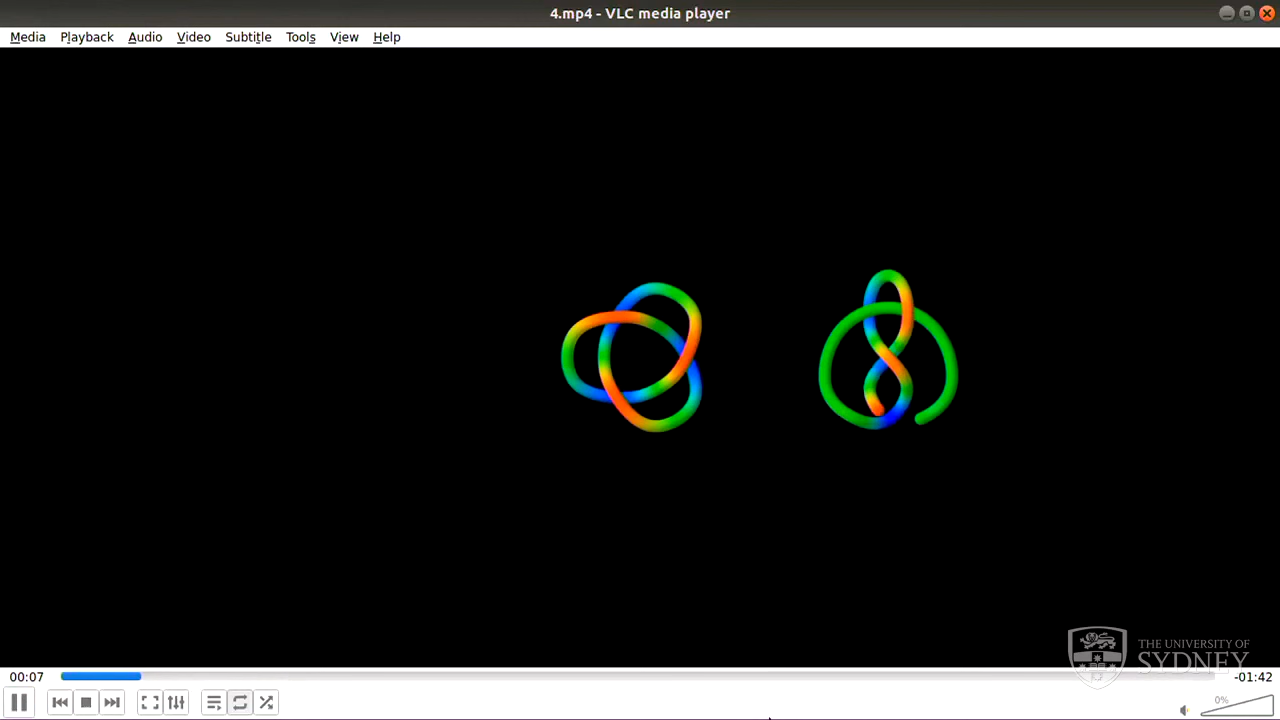 4.mp4 - VLC media player
Media Playback Audio Video Subtitle Tools View Help
THE UNIVERSITY OF
SYDNEY
00:07
-01:42
0%